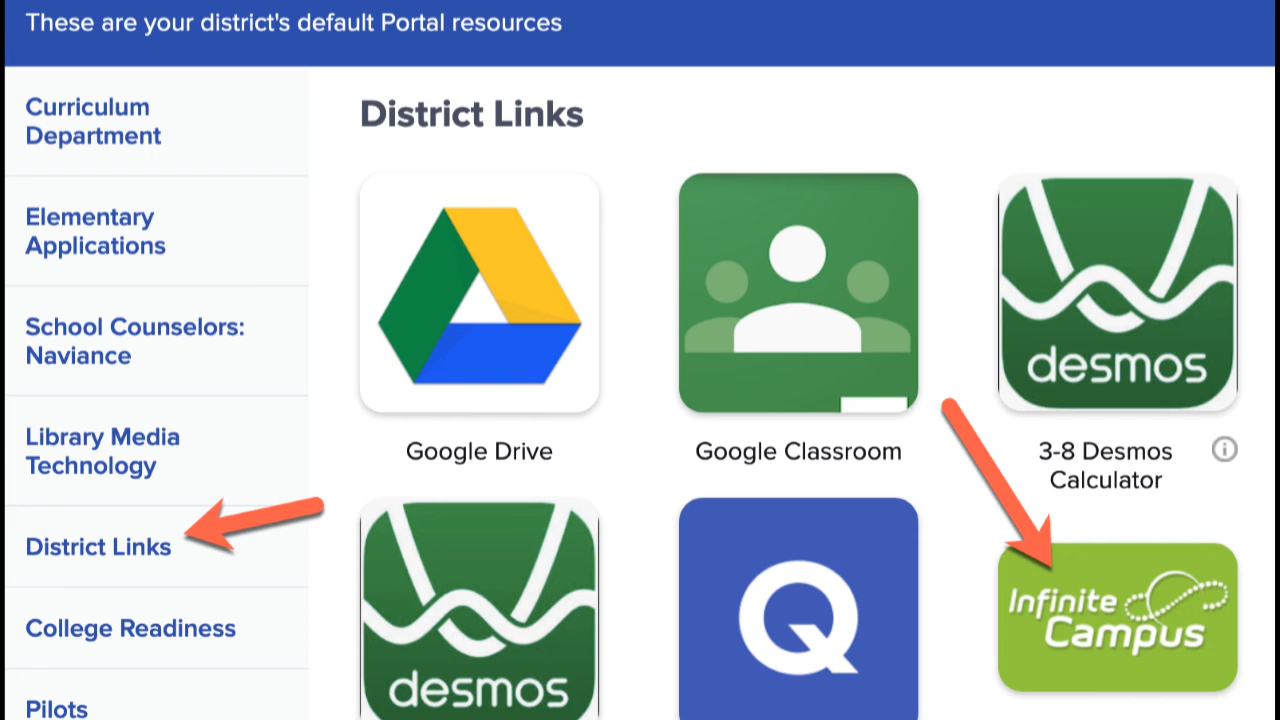 These are your district's default Portal resources
Curriculum
Department
Elementary
Applications
School Counselors:
Naviance
Library Media
Technology
District Links
College Readiness
Pilots
District Links
desmos
Google Drive
Google Classroom
3-8 Desmos
Calculator
i
desmos
Q
Infinite
Campus